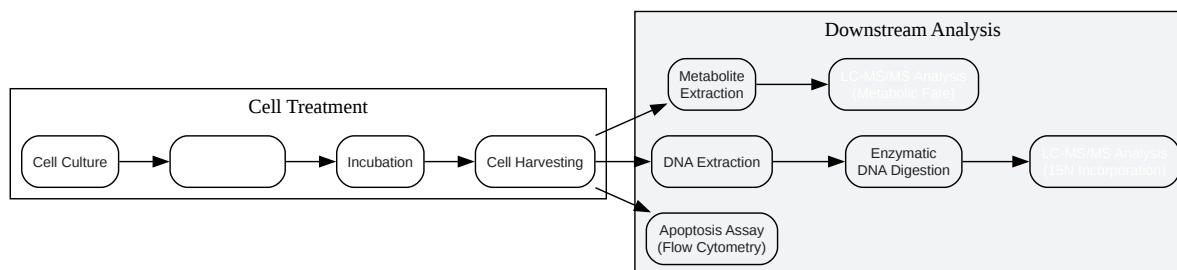 Downstream Analysis
Cell Treatment
Cell Culture
Incubation
Cell Harvesting
Metabolite
Extraction
LC-MS/MS Analysis
(Metabolic Fate)
DNA Extraction
Enzymatic
DNA Digestion
LC-MS/MS Analysis
(15N Incorporation)
Apoptosis Assay
(Flow Cytometry)